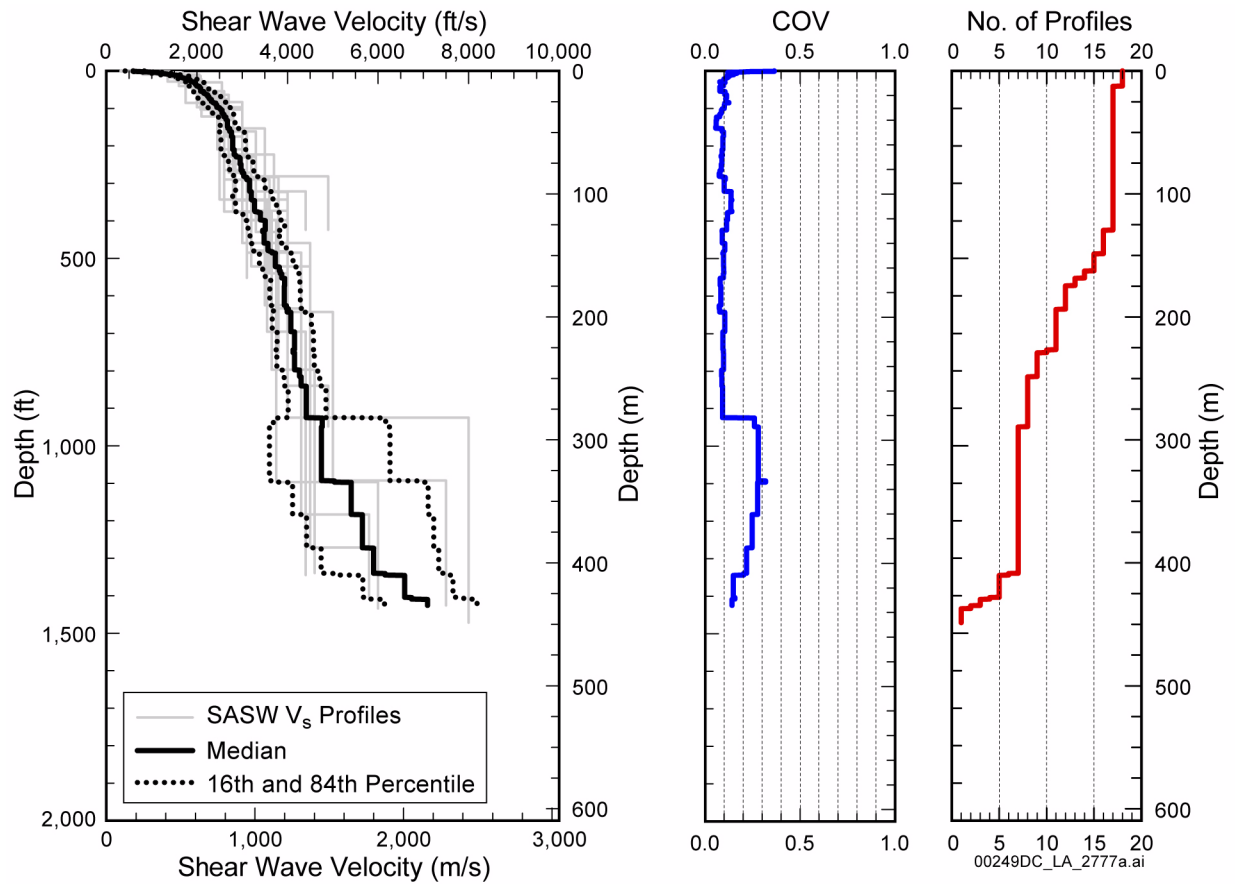 Shear Wave Velocity (ft/s)
COV
No. of Profiles
0 2,000 4,000 6,000 8,000 10,000
0.0 0.5 1.0
0 5 10 15 20
0
500
1,000
1,500
2,000
Depth (ft)
0
100
200
300
400
500
600
Depth (m)
0
100
200
300
400
500
600
Depth (m)
SASW Vs Profiles
Median
16th and 84th Percentile
0 1,000 2,000 3,000
0.0 0.5 1.0
0 5 10 15 20
Shear Wave Velocity (m/s)
00249DC_LA_2777a.ai